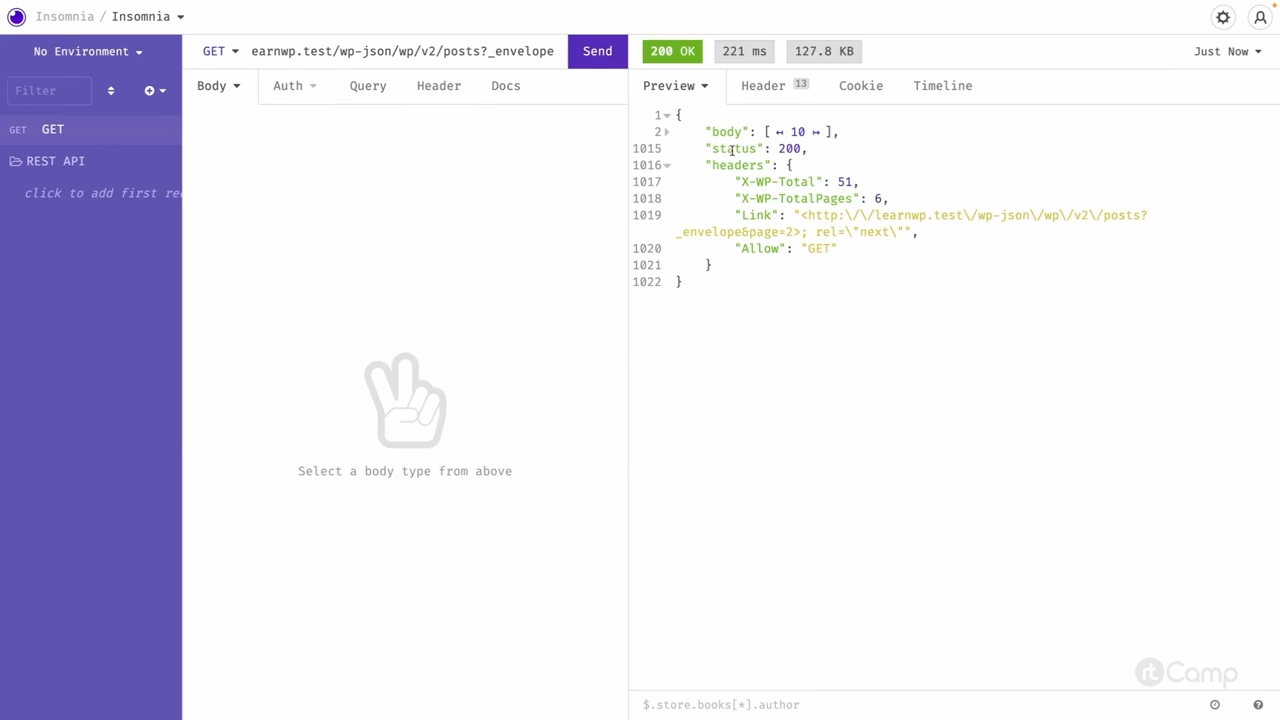 Insomnia / Insomnia
No Environment
GET earnwp.test/wp-json/wp/v2/posts?_envelope Send
200 OK 221 ms 127.8 KB Just Now
Filter
Body Auth Query Header Docs
Preview Header 13 Cookie Timeline
GET GET
REST API
click to add first rec
1 {
2 "body": [ ↤ 10 ↦ ],
1015 "status": 200,
1016 "headers": {
1017 "X-WP-Total": 51,
1018 "X-WP-TotalPages": 6,
1019 "Link": "<http:\/\/learnwp.test\/wp-json\/wp\/v2\/posts?
_envelope&page=2>; rel=\"next\"",
1020 "Allow": "GET"
1021 }
1022 }
Select a body type from above
rtCamp
$.store.books[*].author